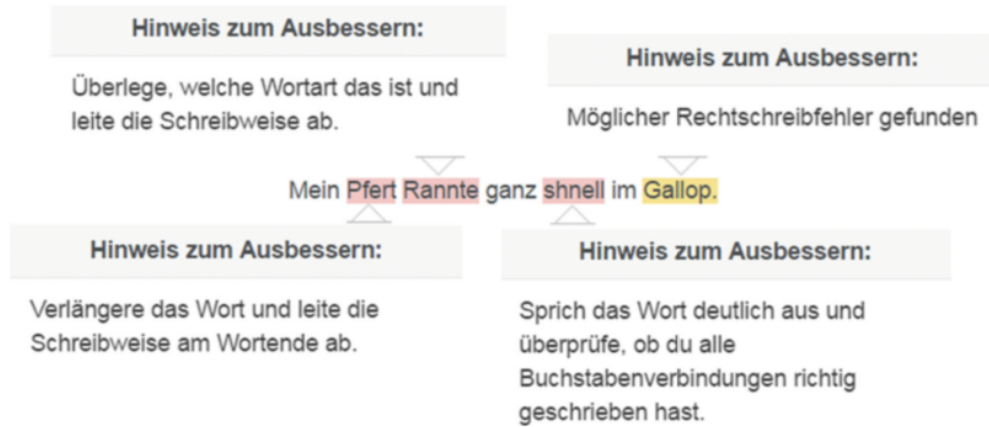 Hinweis zum Ausbessern:
Überlege, welche Wortart das ist und
leite die Schreibweise ab.
Hinweis zum Ausbessern:
Möglicher Rechtschreibfehler gefunden
Mein Pfert Rannte ganz shnell im Gallop.
Hinweis zum Ausbessern:
Verlängere das Wort und leite die
Schreibweise am Wortende ab.
Hinweis zum Ausbessern:
Sprich das Wort deutlich aus und
überprüfe, ob du alle
Buchstabenverbindungen richtig
geschrieben hast.